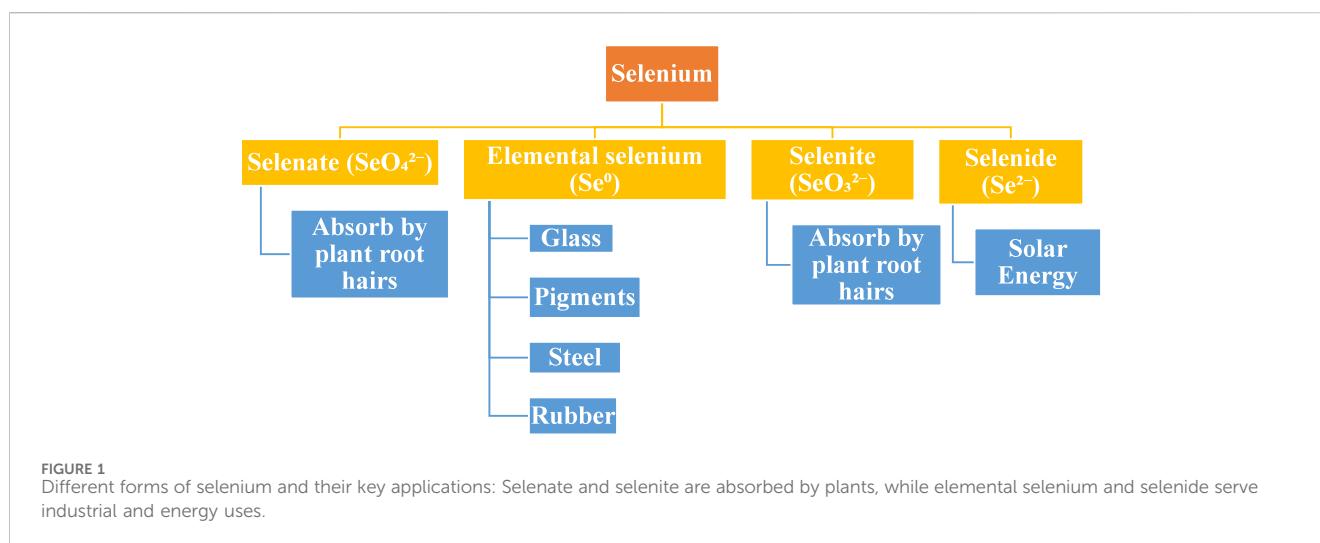 Selenium
Selenate (SeO₄²⁻)
Absorb by
plant root
hairs
Elemental selenium
(Se⁰)
Glass
Pigments
Steel
Rubber
Selenite
(SeO₃²⁻)
Absorb by
plant root
hairs
Selenide
(Se²⁻)
Solar
Energy
FIGURE 1
Different forms of selenium and their key applications: Selenate and selenite are absorbed by plants, while elemental selenium and selenide serve
industrial and energy uses.